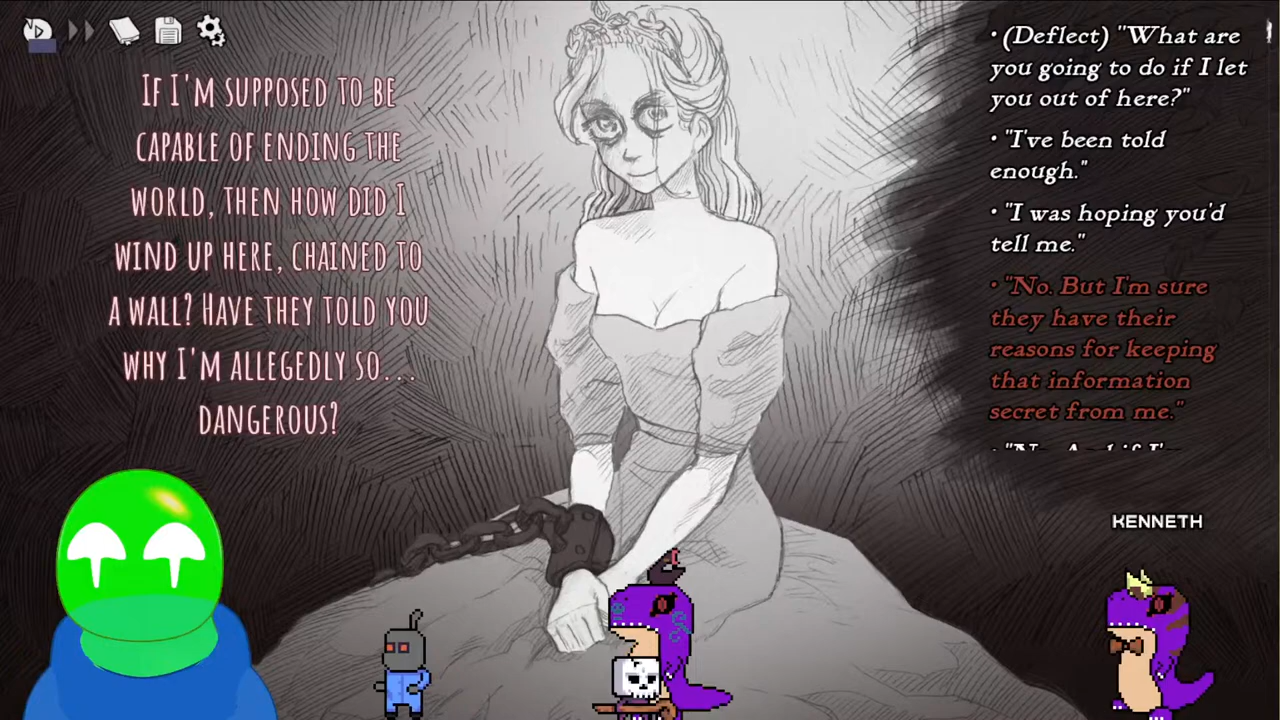 If I'm supposed to be
capable of ending the
world, then how did I
wind up here, chained to
a wall? Have they told you
why I'm allegedly so...
dangerous?
• (Deflect) "What are
you going to do if I let
you out of here?"
• "I've been told
enough."
• "I was hoping you'd
tell me."
• "No. But I'm sure
they have their
reasons for keeping
that information
secret from me."
KENNETH